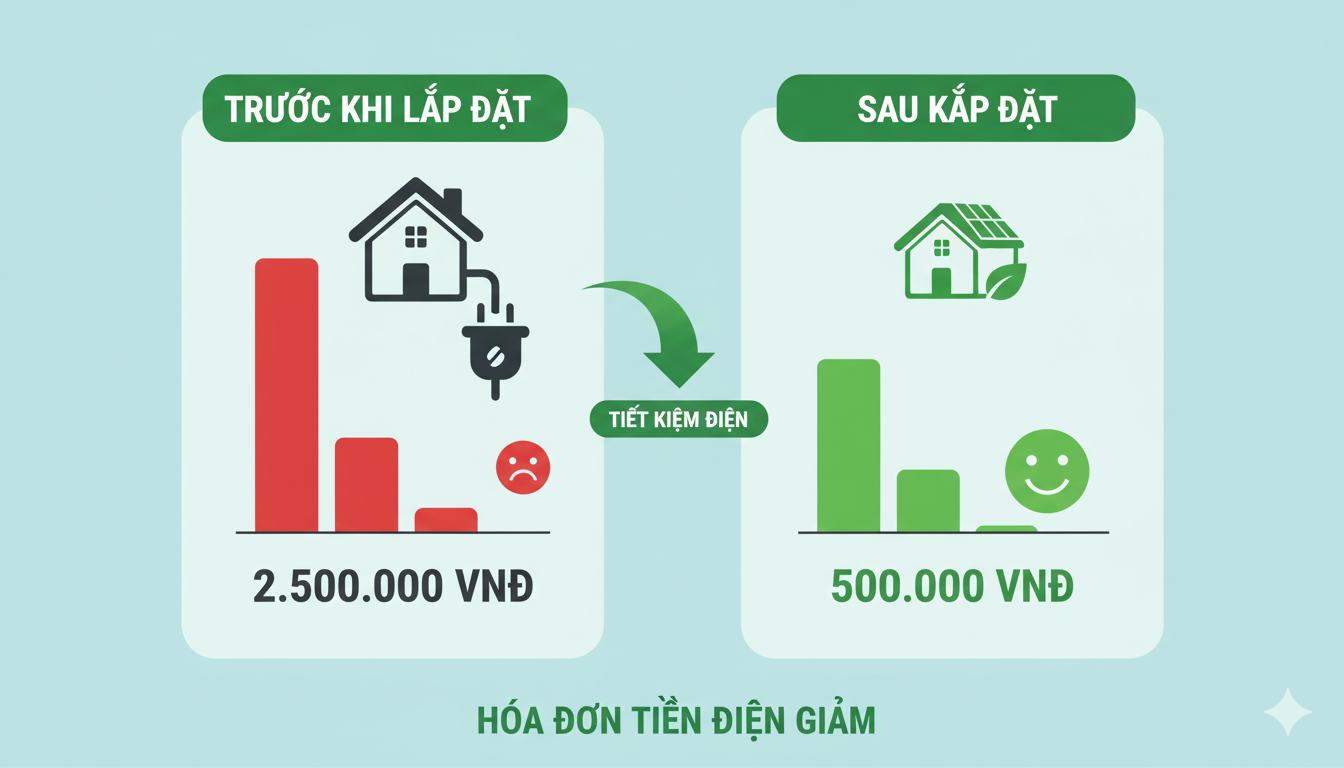 TRƯỚC KHI LẮP ĐẶT
SAU KẮP ĐẶT
TIẾT KIỆM ĐIỆN
2.500.000 VNĐ
500.000 VNĐ
HÓA ĐƠN TIỀN ĐIỆN GIẢM